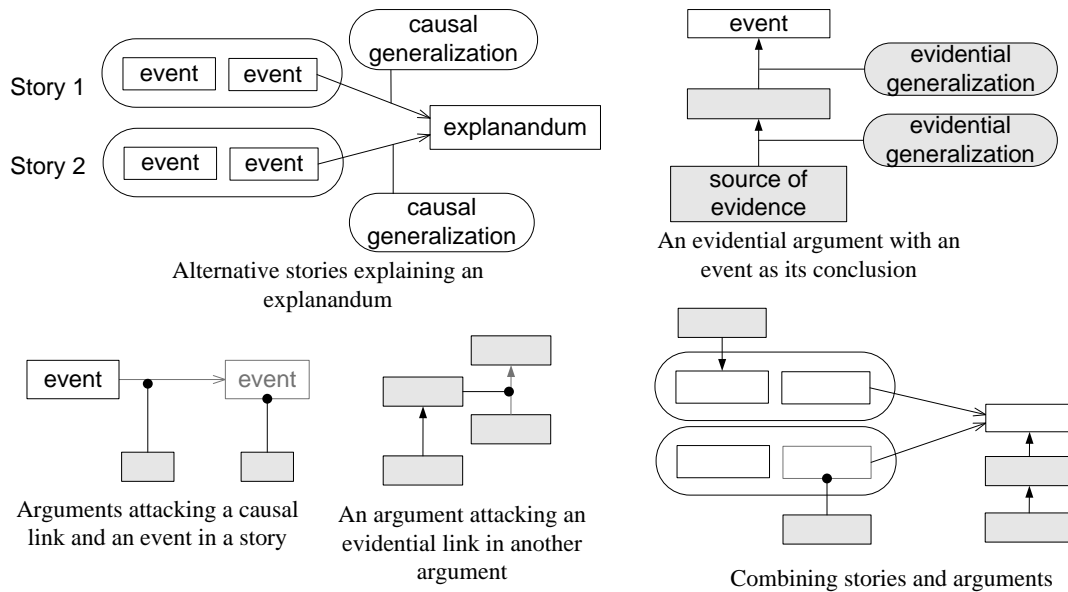 causal
generalization
Story 1
event
event
explanandum
Story 2
event
event
causal
generalization
Alternative stories explaining an
explanandum
event
evidential
generalization
evidential
generalization
source of
evidence
An evidential argument with an
event as its conclusion
event
event
Arguments attacking a causal
link and an event in a story
An argument attacking an
evidential link in another
argument
Combining stories and arguments